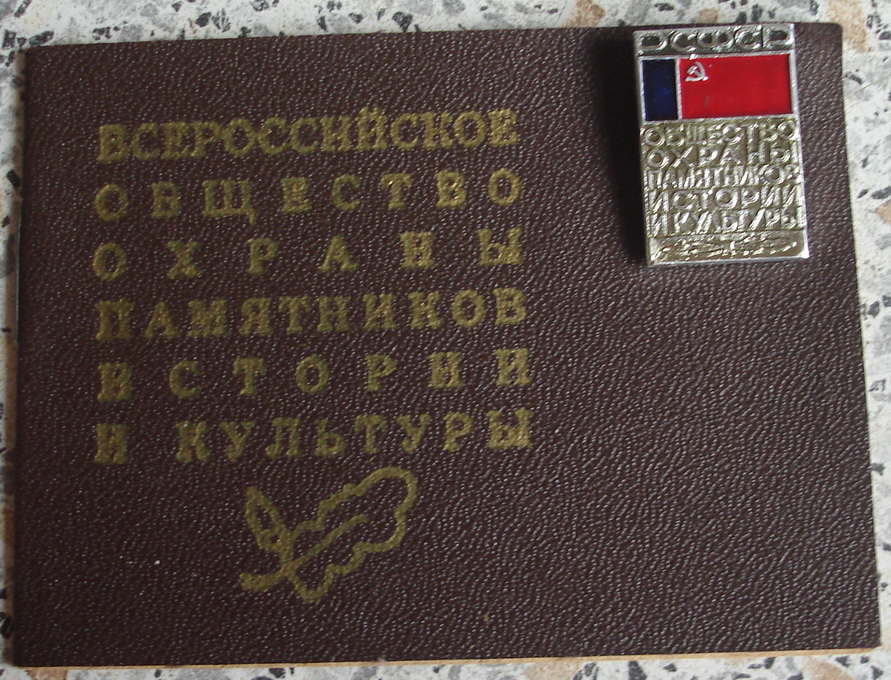 ВСЕРОССИЙСКОЕ
ОБЩЕСТВО
ОХРАНЫ
ПАМЯТНИКОВ
ИСТОРИИ
И КУЛЬТУРЫ
РСФСР
ОБЩЕСТВО
ОХРАНЫ
ПАМЯТНИКОВ
ИСТОРИИ
И КУЛЬТУРЫ